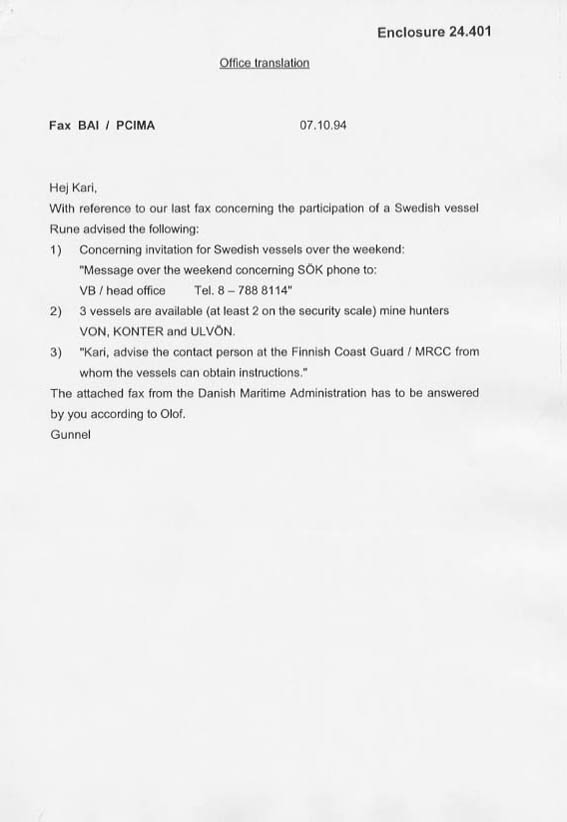 Enclosure 24.401
Office translation
Fax BAI / PCIMA 07.10.94
Hej Kari,
With reference to our last fax concerning the participation of a Swedish vessel
Rune advised the following:
1) Concerning invitation for Swedish vessels over the weekend:
"Message over the weekend concerning SÖK phone to:
VB / head office Tel. 8 – 788 8114"
2) 3 vessels are available (at least 2 on the security scale) mine hunters
VON, KONTER and ULVÖN.
3) "Kari, advise the contact person at the Finnish Coast Guard / MRCC from
whom the vessels can obtain instructions."
The attached fax from the Danish Maritime Administration has to be answered
by you according to Olof.
Gunnel